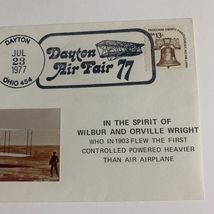 DAYTON
JUL
23
1977
OHIO 454
Dayton
Air Fair 77
13c
IN THE SPIRIT OF
WILBUR AND ORVILLE WRIGHT
WHO IN 1903 FLEW THE FIRST
CONTROLLED POWERED HEAVIER
THAN AIR AIRPLANE